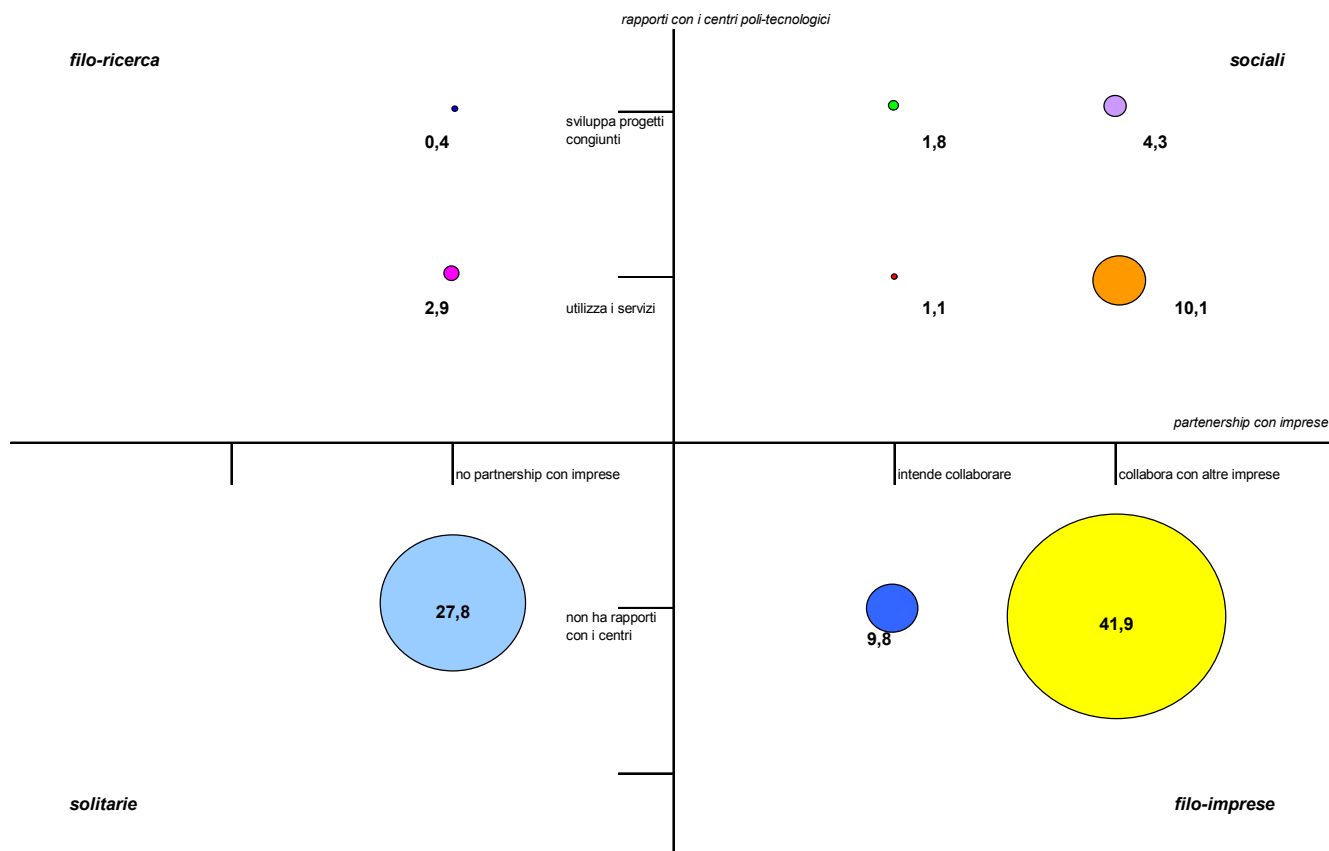 rapporti con i centri poli-tecnologici
filo-ricerca
sociali
sviluppa progetti
congiunti
0,4
1,8
4,3
2,9
utilizza i servizi
1,1
10,1
partenership con imprese
no partnership con imprese
intende collaborare
collabora con altre imprese
27,8
non ha rapporti
con i centri
9,8
41,9
solitarie
filo-imprese